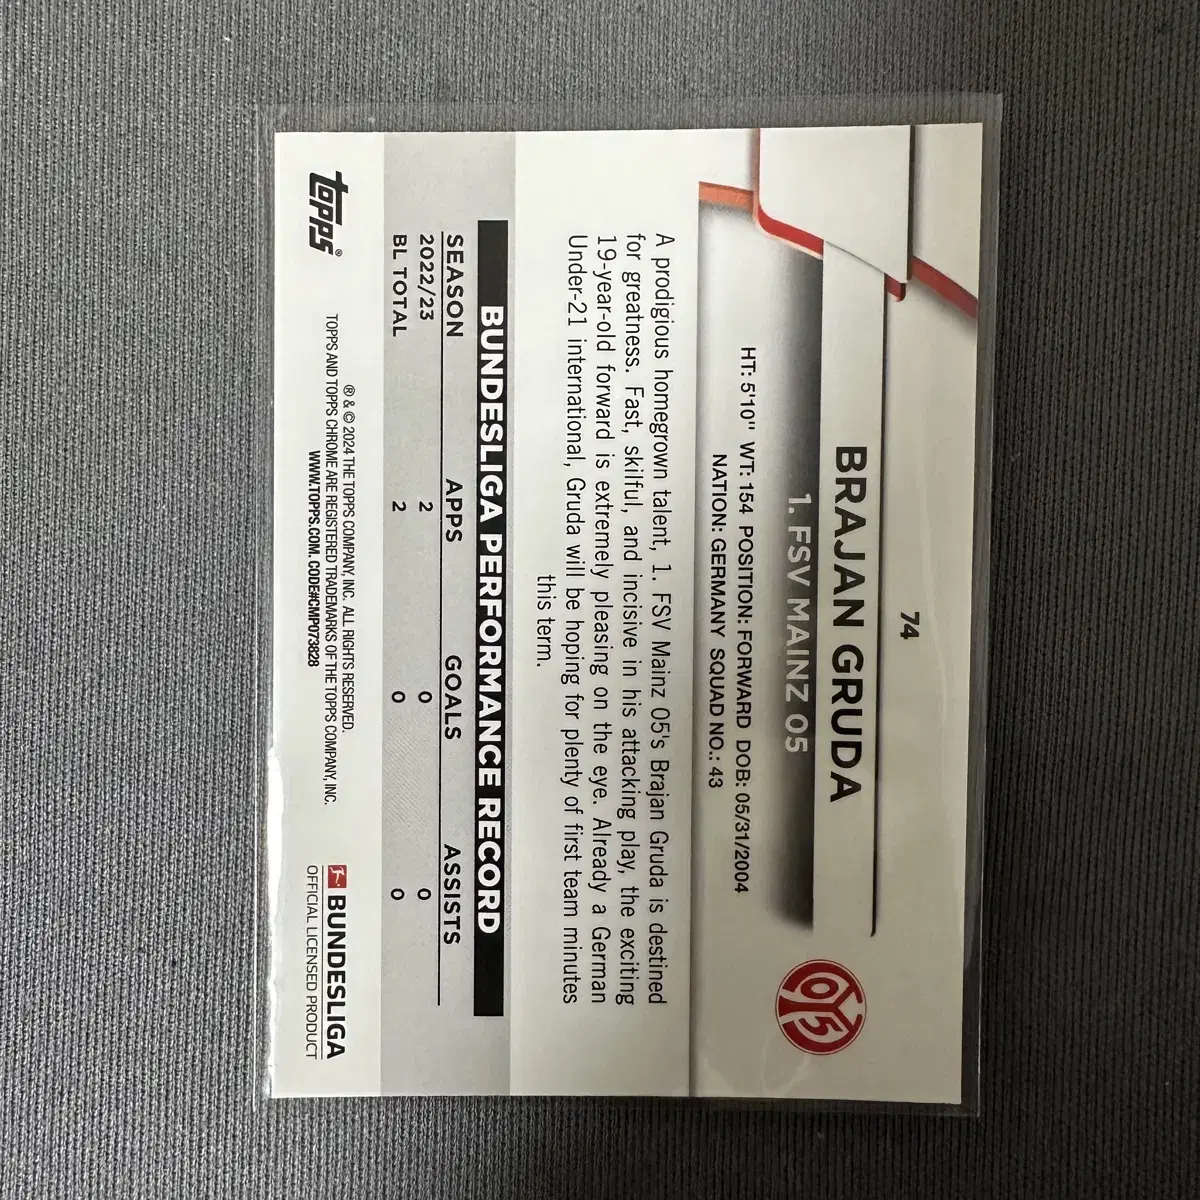 74
BRAJAN GRUDA
1. FSV MAINZ 05
HT: 5'10" WT: 154 POSITION: FORWARD DOB: 05/31/2004
NATION: GERMANY SQUAD NO.: 43
A prodigious homegrown talent, 1. FSV Mainz 05's Brajan Gruda is destined
for greatness. Fast, skilful, and incisive in his attacking play, the exciting
19-year-old forward is extremely pleasing on the eye. Already a German
Under-21 international, Gruda will be hoping for plenty of first team minutes
this term.
BUNDESLIGA PERFORMANCE RECORD
SEASON APPS GOALS ASSISTS
2022/23 2 0 0
BL TOTAL 2 0 0
topps®
® & © 2024 THE TOPPS COMPANY, INC. ALL RIGHTS RESERVED.
TOPPS AND TOPPS CHROME ARE REGISTERED TRADEMARKS OF THE TOPPS COMPANY, INC.
WWW.TOPPS.COM. CODE#CMP073828
BUNDESLIGA
OFFICIAL LICENSED PRODUCT
05